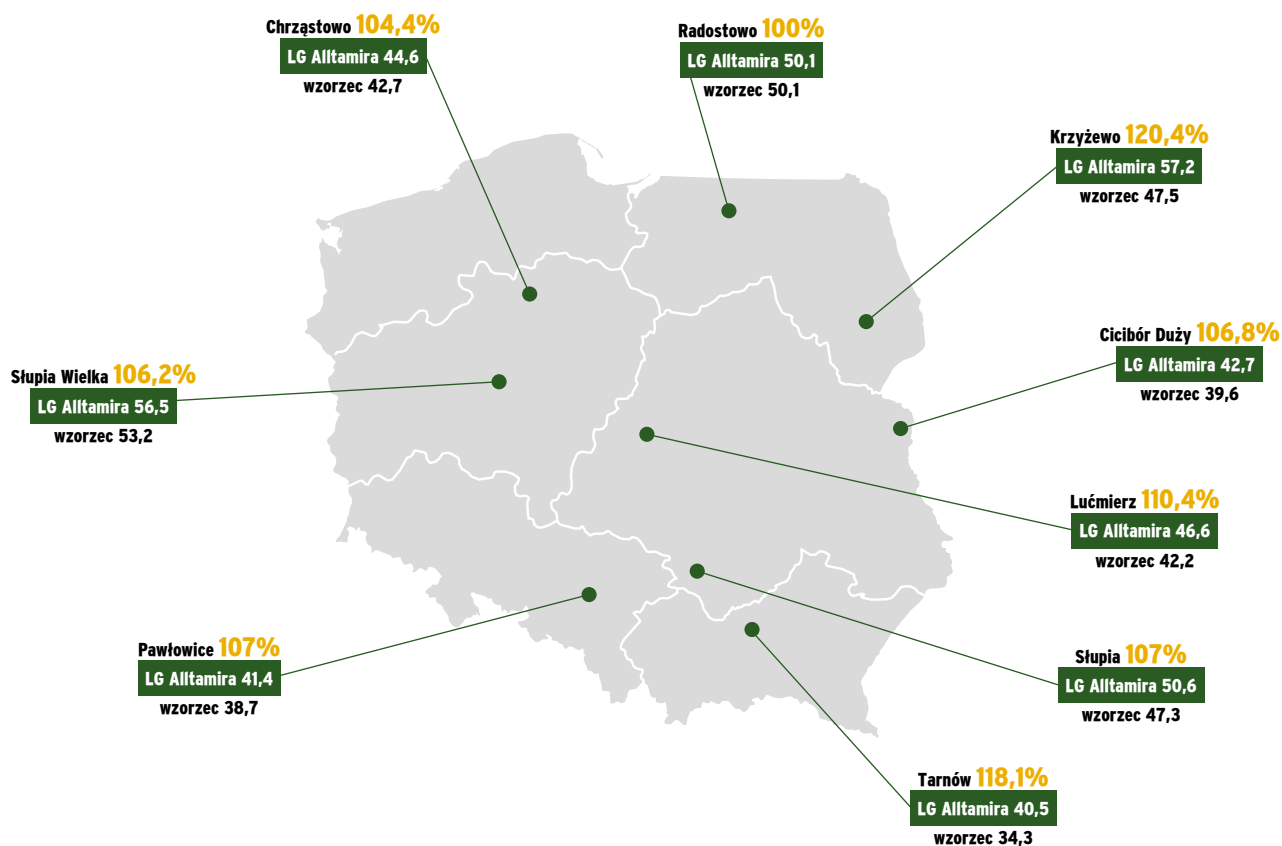 Chrząstowo 104,4%
LG Alltamira 44,6
wzorzec 42,7
Radostowo 100%
LG Alltamira 50,1
wzorzec 50,1
Krzyżewo 120,4%
LG Alltamira 57,2
wzorzec 47,5
Cicibór Duży 106,8%
LG Alltamira 42,7
wzorzec 39,6
Słupia Wielka 106,2%
LG Alltamira 56,5
wzorzec 53,2
Lućmierz 110,4%
LG Alltamira 46,6
wzorzec 42,2
Pawłowice 107%
LG Alltamira 41,4
wzorzec 38,7
Słupia 107%
LG Alltamira 50,6
wzorzec 47,3
Tarnów 118,1%
LG Alltamira 40,5
wzorzec 34,3